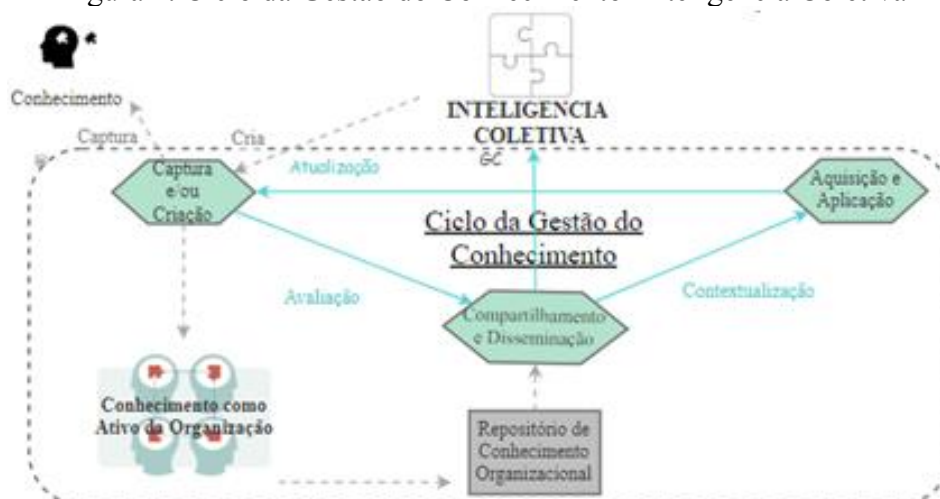 Conhecimento
INTELIGENCIA
COLETIVA
Captura
Cria
GC
Captura
e/ou
Criação
Atualização
Aquisição e
Aplicação
Ciclo da Gestão do
Conhecimento
Avaliação
Contextualização
Compartilhamento
e Disseminação
Conhecimento como
Ativo da Organização
Repositório de
Conhecimento
Organizacional